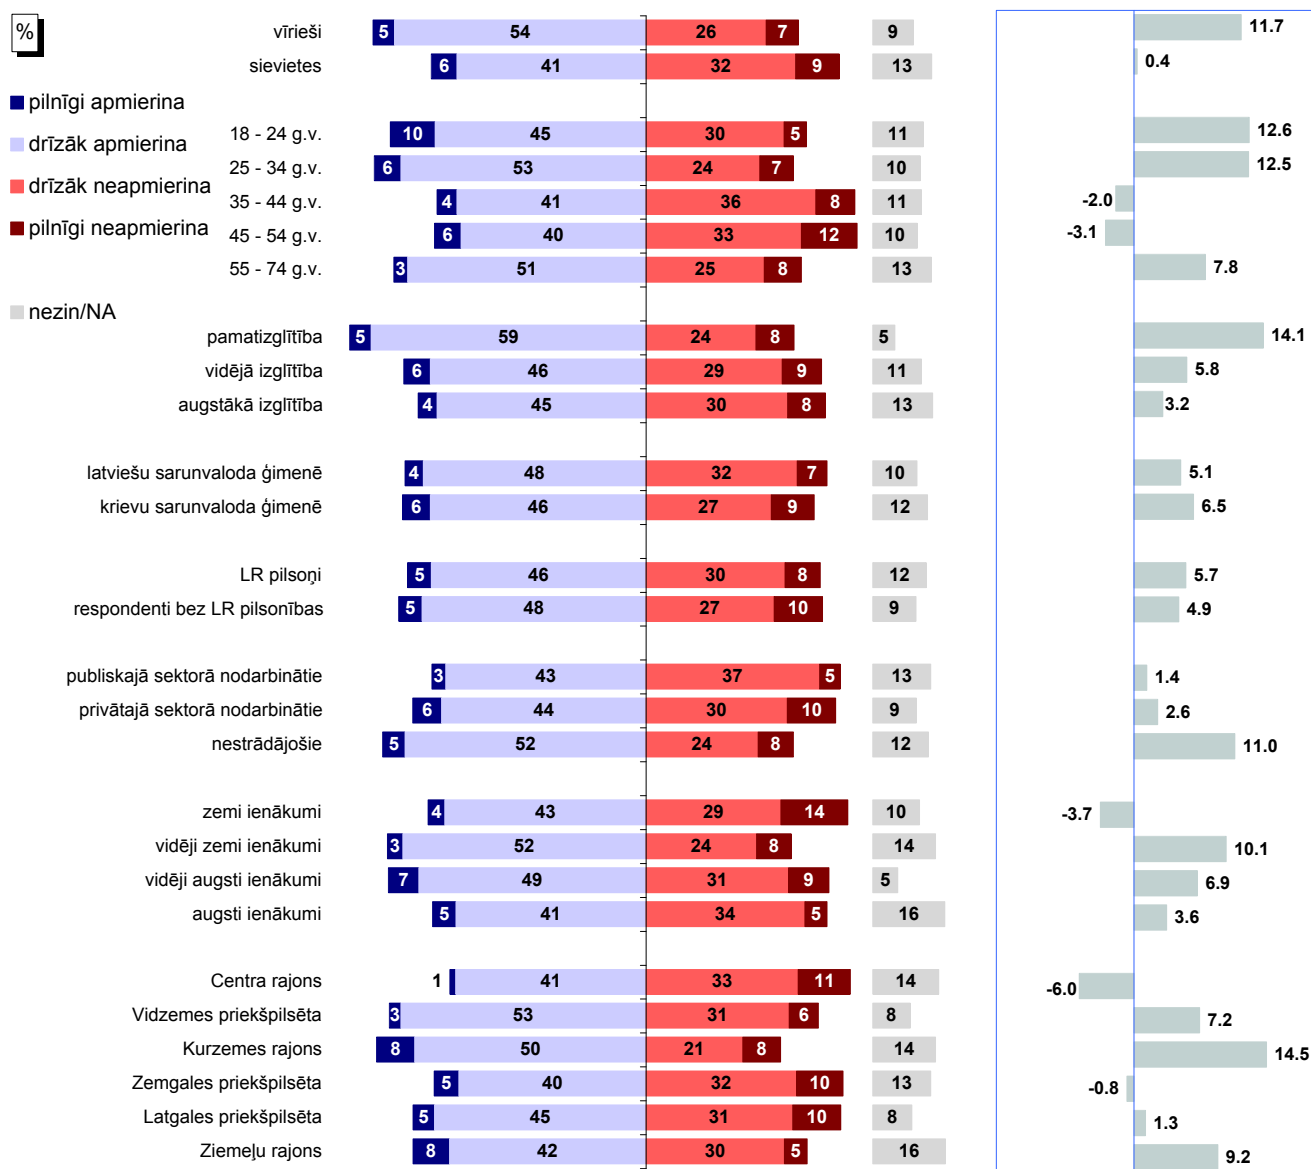 %
pilnīgi apmierina
drīzāk apmierina
drīzāk neapmierina
pilnīgi neapmierina
nezin/NA
vīrieši 5 54 26 7 9 11.7
sievietes 6 41 32 9 13 0.4
18 - 24 g.v. 10 45 30 5 11 12.6
25 - 34 g.v. 6 53 24 7 10 12.5
35 - 44 g.v. 4 41 36 8 11 -2.0
45 - 54 g.v. 6 40 33 12 10 -3.1
55 - 74 g.v. 3 51 25 8 13 7.8
pamatizglītība 5 59 24 8 5 14.1
vidējā izglītība 6 46 29 9 11 5.8
augstākā izglītība 4 45 30 8 13 3.2
latviešu sarunvaloda ģimenē 4 48 32 7 10 5.1
krievu sarunvaloda ģimenē 6 46 27 9 12 6.5
LR pilsoņi 5 46 30 8 12 5.7
respondenti bez LR pilsonības 5 48 27 10 9 4.9
publiskajā sektorā nodarbinātie 3 43 37 5 13 1.4
privātajā sektorā nodarbinātie 6 44 30 10 9 2.6
nestrādājošie 5 52 24 8 12 11.0
zemi ienākumi 4 43 29 14 10 -3.7
vidēji zemi ienākumi 3 52 24 8 14 10.1
vidēji augsti ienākumi 7 49 31 9 5 6.9
augsti ienākumi 5 41 34 5 16 3.6
Centra rajons 1 41 33 11 14 -6.0
Vidzemes priekšpilsēta 3 53 31 6 8 7.2
Kurzemes rajons 8 50 21 8 14 14.5
Zemgales priekšpilsēta 5 40 32 10 13 -0.8
Latgales priekšpilsēta 5 45 31 10 8 1.3
Ziemeļu rajons 8 42 30 5 16 9.2